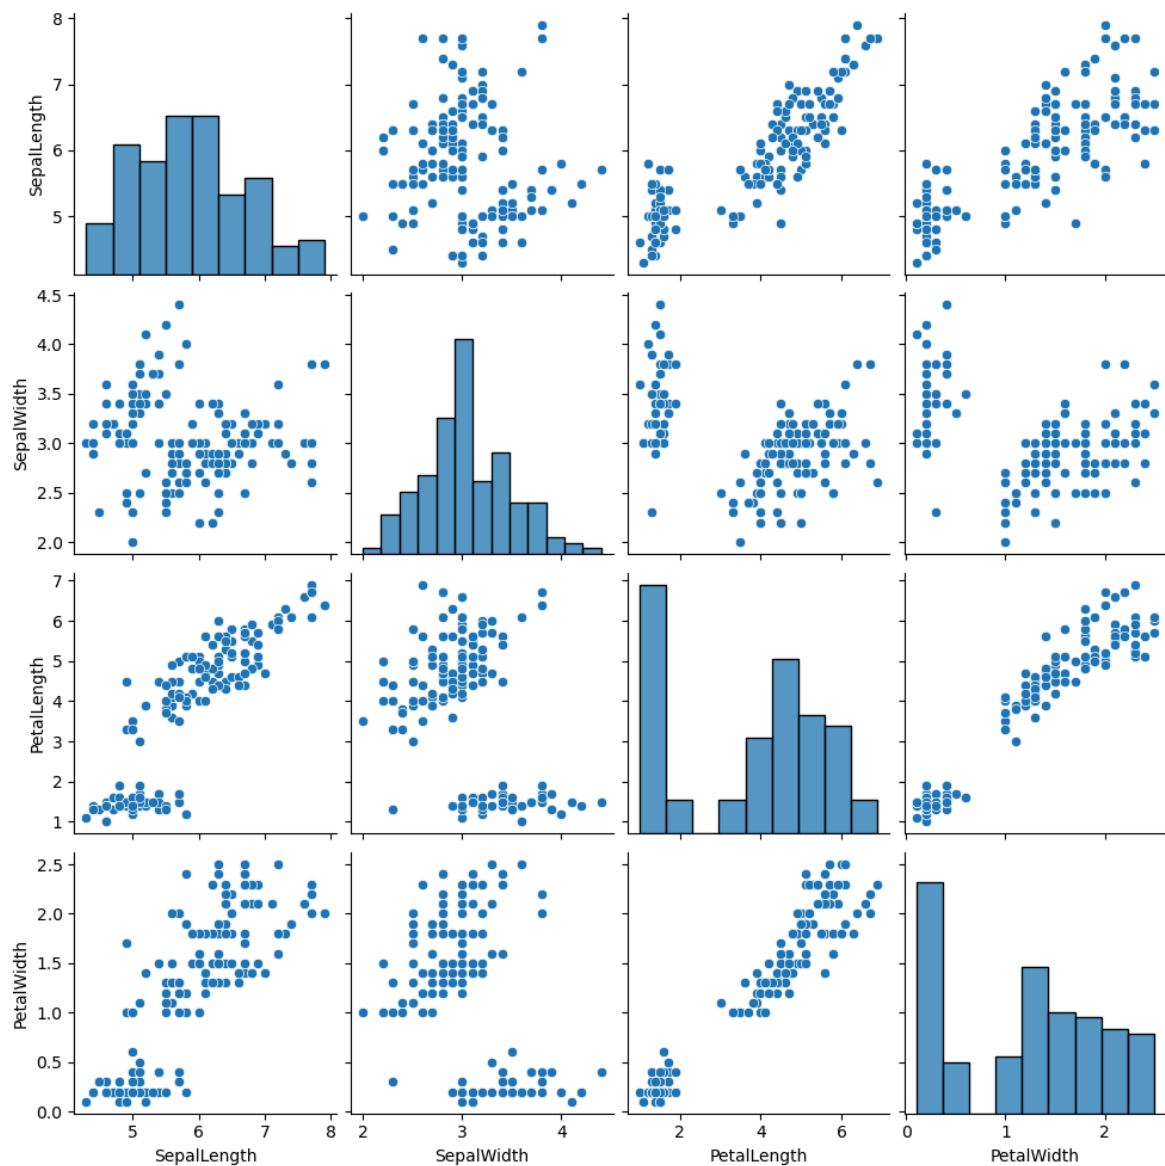 8
7
6
5
SepalLength
4.5
4.0
3.5
3.0
2.5
2.0
SepalWidth
7
6
5
4
3
2
1
PetalLength
2.5
2.0
1.5
1.0
0.5
0.0
PetalWidth
5 6 7 8
2 3 4
2 4 6
0 1 2
SepalLength SepalWidth PetalLength PetalWidth